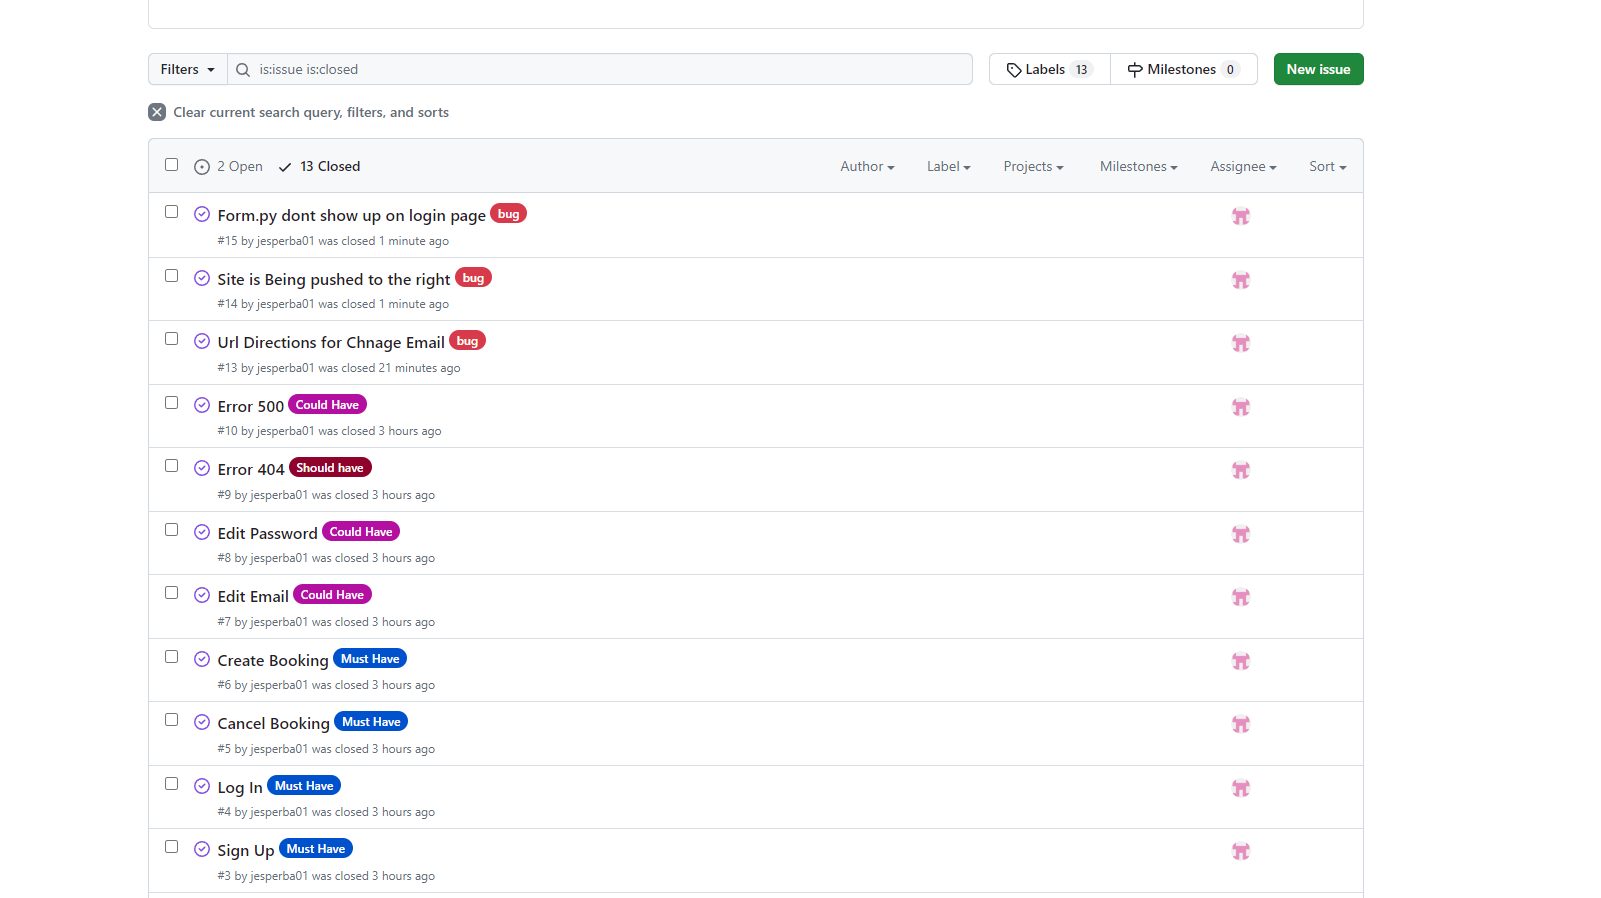 Filters is:issue is:closed Labels 13 Milestones 0 New issue
Clear current search query, filters, and sorts
2 Open 13 Closed Author Label Projects Milestones Assignee Sort
Form.py dont show up on login page bug
#15 by jesperba01 was closed 1 minute ago
Site is Being pushed to the right bug
#14 by jesperba01 was closed 1 minute ago
Url Directions for Chnage Email bug
#13 by jesperba01 was closed 21 minutes ago
Error 500 Could Have
#10 by jesperba01 was closed 3 hours ago
Error 404 Should have
#9 by jesperba01 was closed 3 hours ago
Edit Password Could Have
#8 by jesperba01 was closed 3 hours ago
Edit Email Could Have
#7 by jesperba01 was closed 3 hours ago
Create Booking Must Have
#6 by jesperba01 was closed 3 hours ago
Cancel Booking Must Have
#5 by jesperba01 was closed 3 hours ago
Log In Must Have
#4 by jesperba01 was closed 3 hours ago
Sign Up Must Have
#3 by jesperba01 was closed 3 hours ago